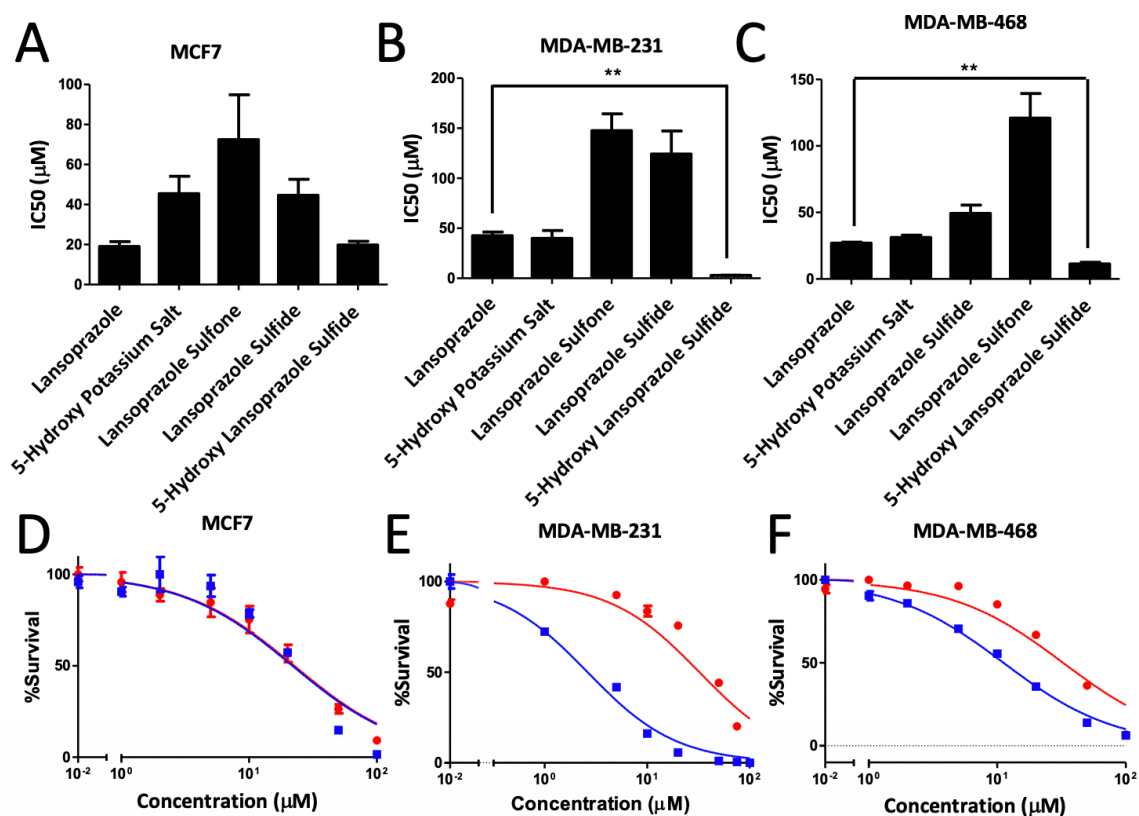 A
MCF7
IC50 (μM)
100
80
60
40
20
0
Lansoprazole
5-Hydroxy Potassium Salt
Lansoprazole Sulfone
Lansoprazole Sulfide
5-Hydroxy Lansoprazole Sulfide
B
MDA-MB-231
**
IC50 (μM)
200
150
100
50
0
Lansoprazole
5-Hydroxy Potassium Salt
Lansoprazole Sulfone
Lansoprazole Sulfide
5-Hydroxy Lansoprazole Sulfide
C
MDA-MB-468
**
IC50 (μM)
150
100
50
0
Lansoprazole
5-Hydroxy Potassium Salt
Lansoprazole Sulfide
Lansoprazole Sulfone
5-Hydroxy Lansoprazole Sulfide
D
MCF7
%Survival
100
50
0
10-2 100 101 102
Concentration (μM)
E
MDA-MB-231
%Survival
100
50
0
10-2 100 101 102
Concentration (μM)
F
MDA-MB-468
%Survival
100
50
0
10-2 100 101 102
Concentration (μM)